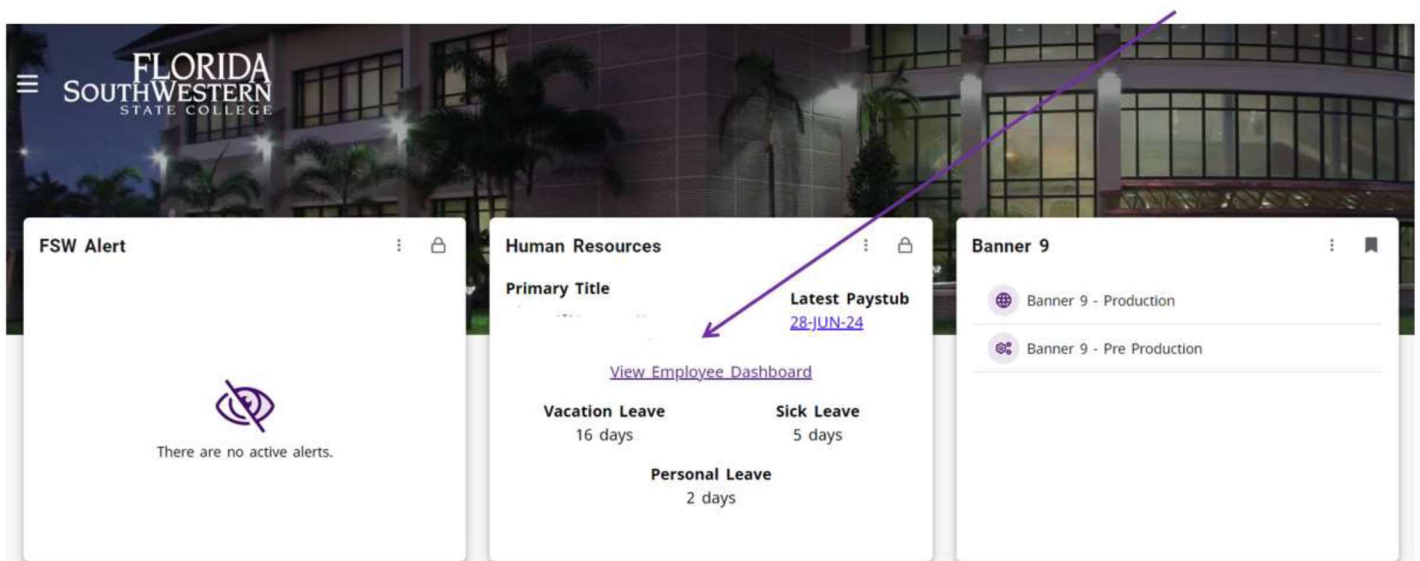 FLORIDA
SOUTHWESTERN
STATE COLLEGE
FSW Alert
There are no active alerts.
Human Resources
Primary Title
Latest Paystub
28-JUN-24
View Employee Dashboard
Vacation Leave
Sick Leave
16 days
5 days
Personal Leave
2 days
Banner 9
Banner 9 - Production
Banner 9 - Pre Production